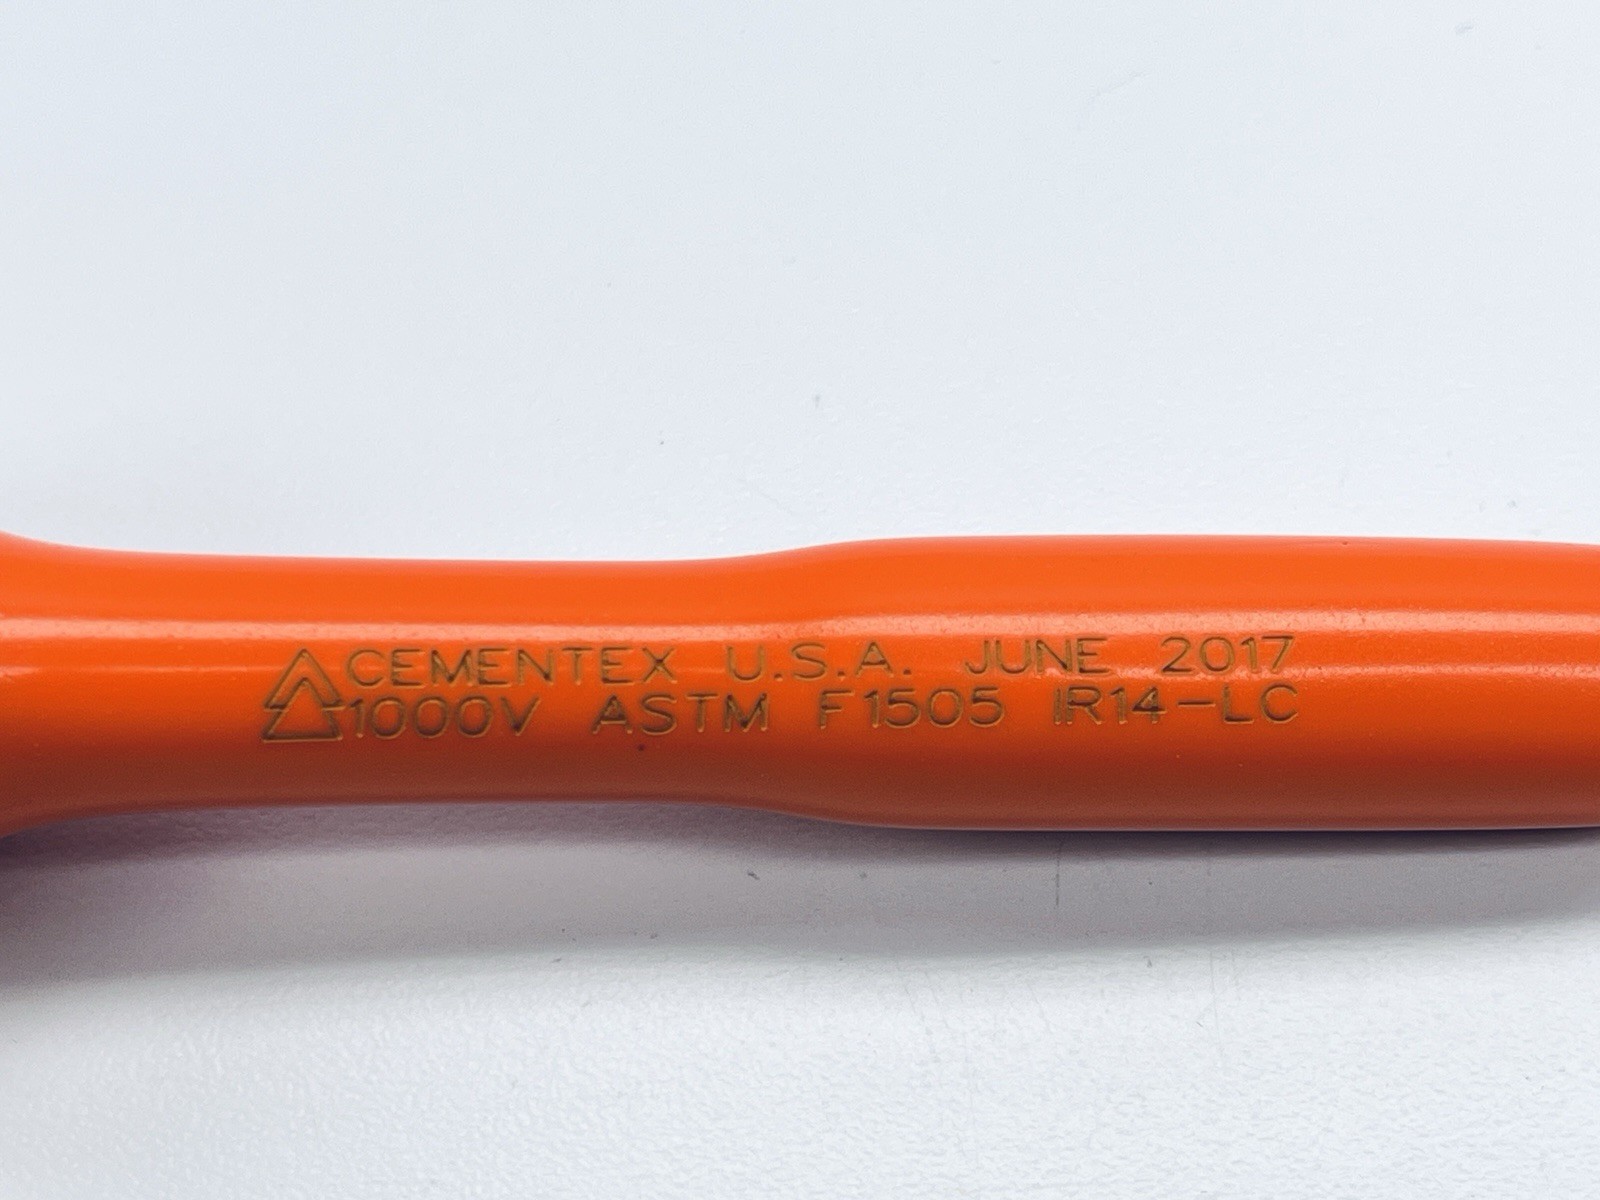 CEMENTEX U.S.A. JUNE 2017
1000V ASTM F1505 IR14-LC